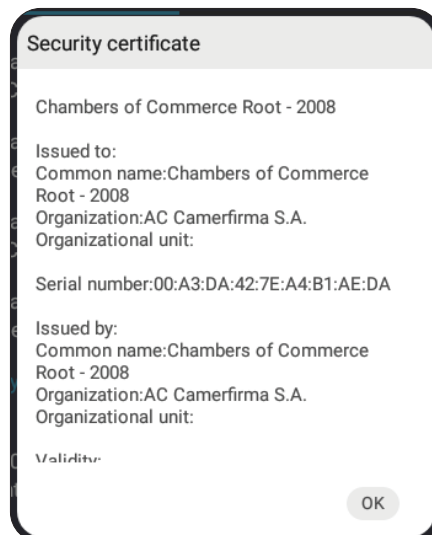 Security certificate
Chambers of Commerce Root - 2008
Issued to:
Common name:Chambers of Commerce
Root - 2008
Organization:AC Camerfirma S.A.
Organizational unit:
Serial number:00:A3:DA:42:7E:A4:B1:AE:DA
Issued by:
Common name:Chambers of Commerce
Root - 2008
Organization:AC Camerfirma S.A.
Organizational unit:
Validity:
OK